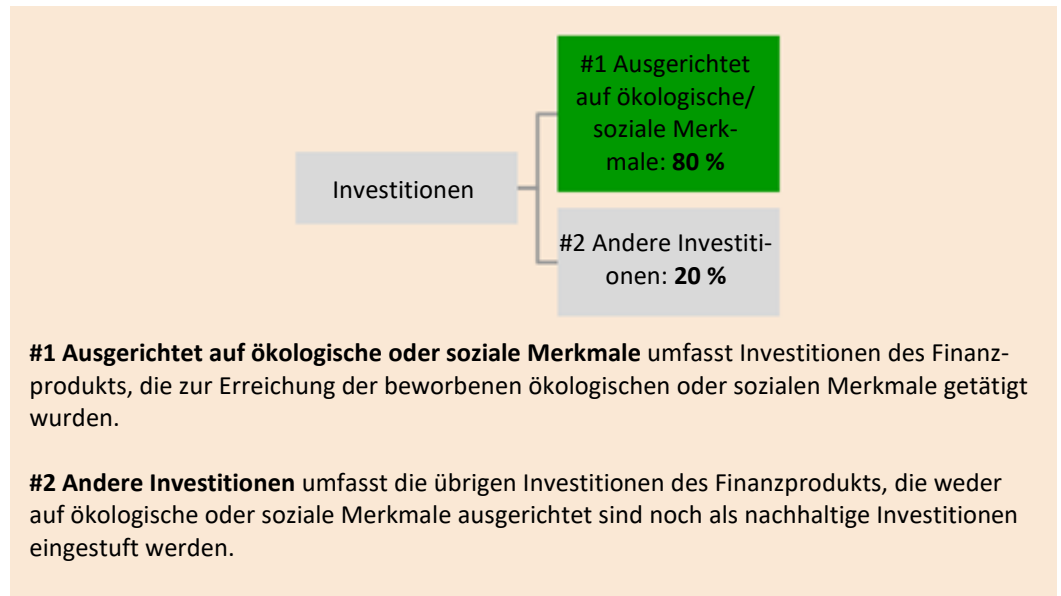 #1 Ausgerichtet
auf ökologische/
soziale Merk-
male: 80 %
Investitionen
#2 Andere Investiti-
onen: 20 %
#1 Ausgerichtet auf ökologische oder soziale Merkmale umfasst Investitionen des Finanz-
produkts, die zur Erreichung der beworbenen ökologischen oder sozialen Merkmale getätigt
wurden.
#2 Andere Investitionen umfasst die übrigen Investitionen des Finanzprodukts, die weder
auf ökologische oder soziale Merkmale ausgerichtet sind noch als nachhaltige Investitionen
eingestuft werden.